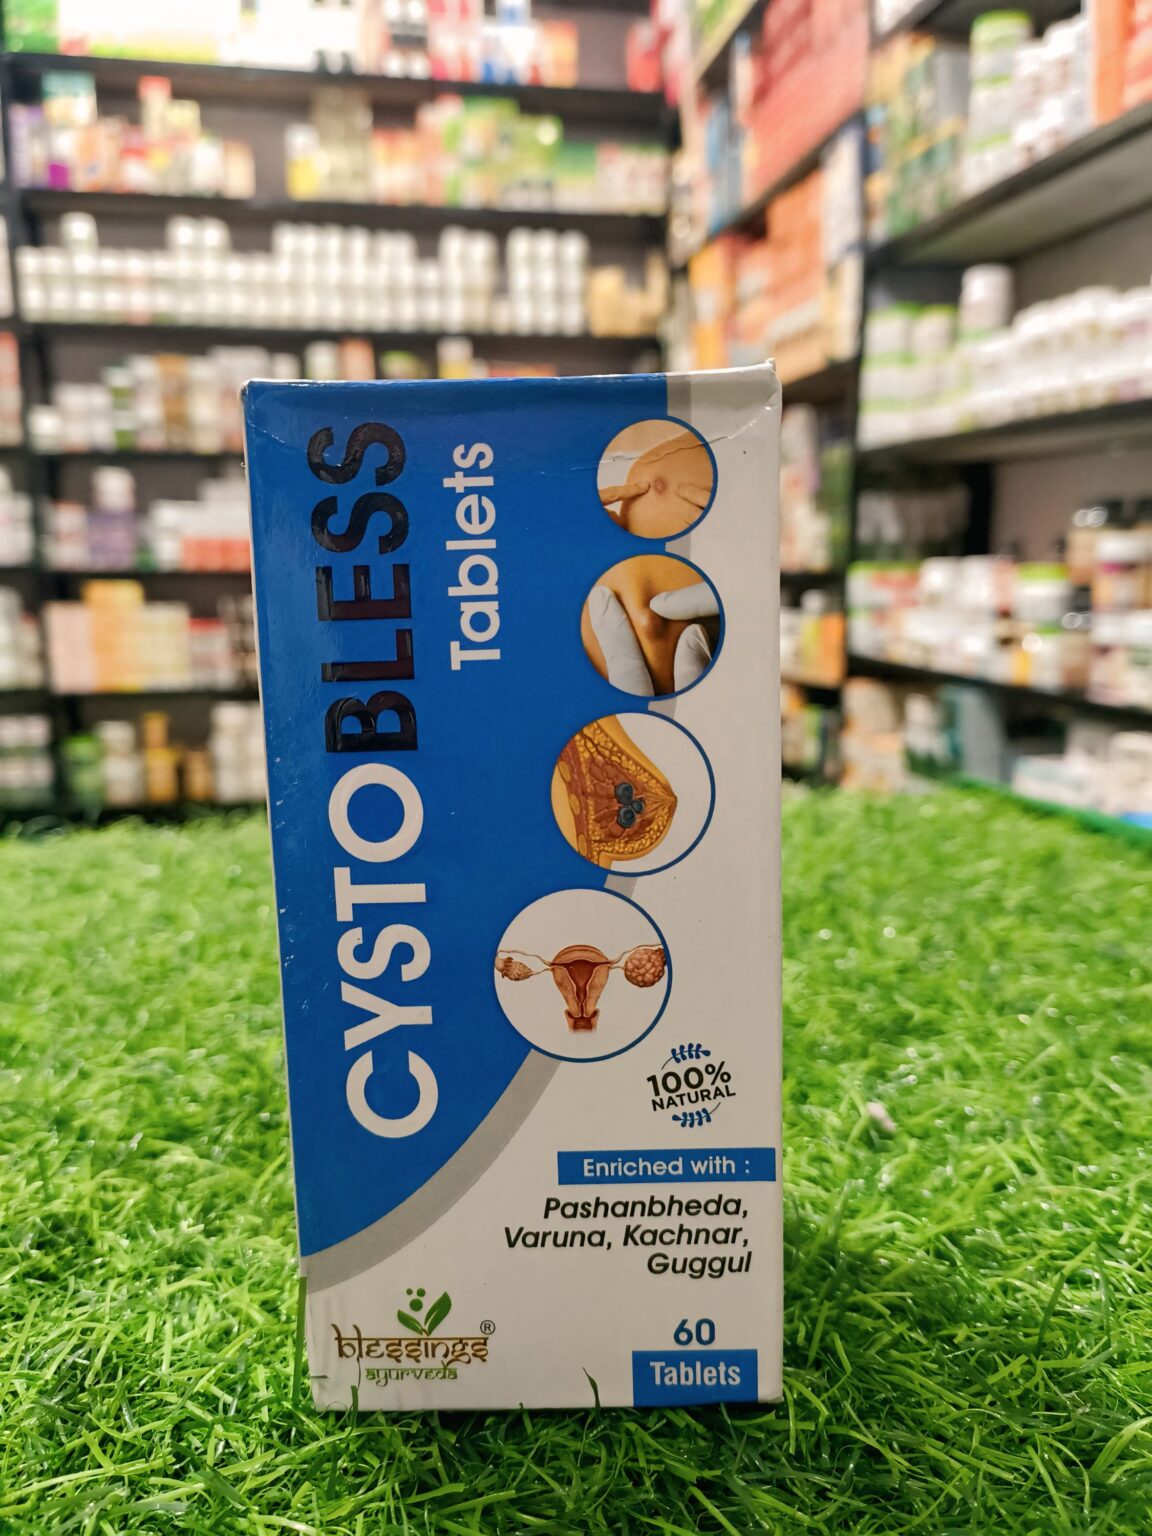 CYSTOBLESS
Tablets
100%
NATURAL
Enriched with :
Pashanbheda,
Varuna, Kachnar,
Guggul
60
Tablets
blessings®
ayurveda